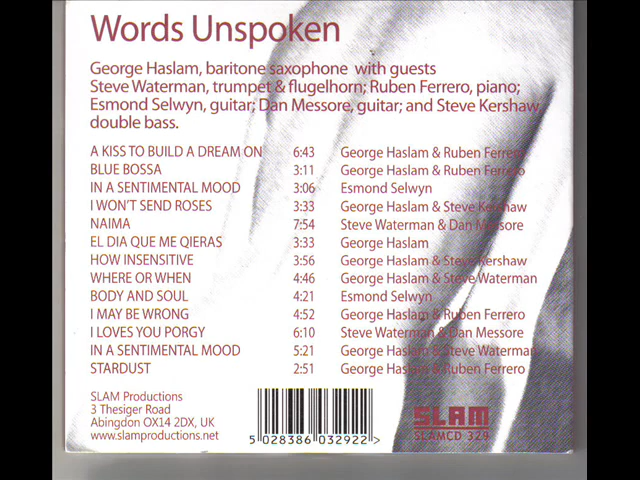 Words Unspoken
George Haslam, baritone saxophone with guests
Steve Waterman, trumpet & flugelhorn; Ruben Ferrero, piano;
Esmond Selwyn, guitar; Dan Messore, guitar; and Steve Kershaw
double bass.
A KISS TO BUILD A DREAM ON 6:43 George Haslam & Ruben Ferrero
BLUE BOSSA 3:11 George Haslam & Ruben Ferrero
IN A SENTIMENTAL MOOD 3:06 Esmond Selwyn
I WON'T SEND ROSES 3:33 George Haslam & Steve Kershaw
NAIMA 7:54 Steve Waterman & Dan Messore
EL DIA QUE ME QIERAS 3:33 George Haslam
HOW INSENSITIVE 3:56 George Haslam & Steve Kershaw
WHERE OR WHEN 4:46 George Haslam & Steve Waterman
BODY AND SOUL 4:21 Esmond Selwyn
I MAY BE WRONG 4:52 George Haslam & Ruben Ferrero
I LOVES YOU PORGY 6:10 Steve Waterman & Dan Messore
IN A SENTIMENTAL MOOD 5:21 George Haslam & Steve Waterman
STARDUST 2:51 George Haslam & Ruben Ferrero
SLAM Productions
3 Thesiger Road
Abingdon OX14 2DX, UK
www.slamproductions.net
5 028386 032922 >
SLAM
SLAMCD 329